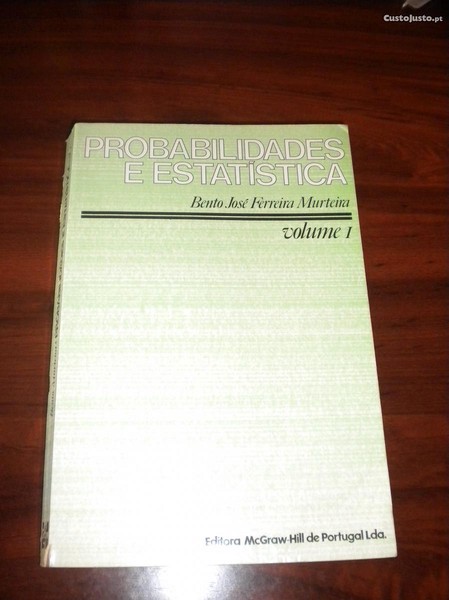 CustoJusto.pt
PROBABILIDADES
E ESTATÍSTICA
Bento José Ferreira Murteira
volume I
Editora McGraw-Hill de Portugal Lda.